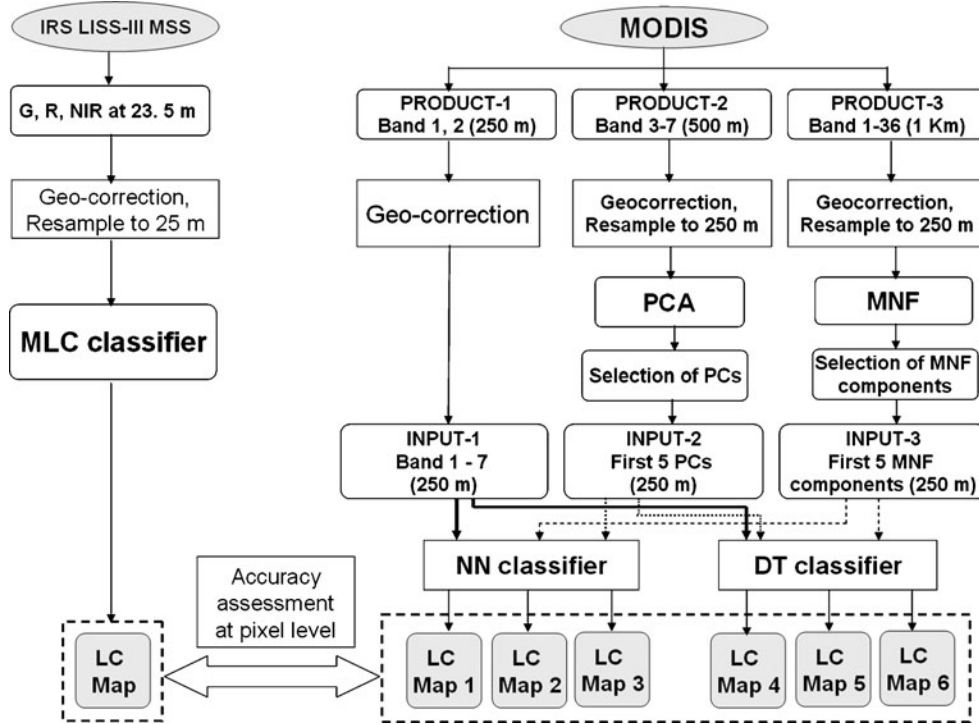 IRS LISS-III MSS
G, R, NIR at 23. 5 m
Geo-correction,
Resample to 25 m
MLC classifier
LC
Map
Accuracy
assessment
at pixel level
MODIS
PRODUCT-1
Band 1, 2 (250 m)
Geo-correction
INPUT-1
Band 1 - 7
(250 m)
PRODUCT-2
Band 3-7 (500 m)
Geocorrection,
Resample to 250 m
PCA
Selection of PCs
INPUT-2
First 5 PCs
(250 m)
PRODUCT-3
Band 1-36 (1 Km)
Geocorrection,
Resample to 250 m
MNF
Selection of MNF
components
INPUT-3
First 5 MNF
components (250 m)
NN classifier
DT classifier
LC
Map 1
LC
Map 2
LC
Map 3
LC
Map 4
LC
Map 5
LC
Map 6